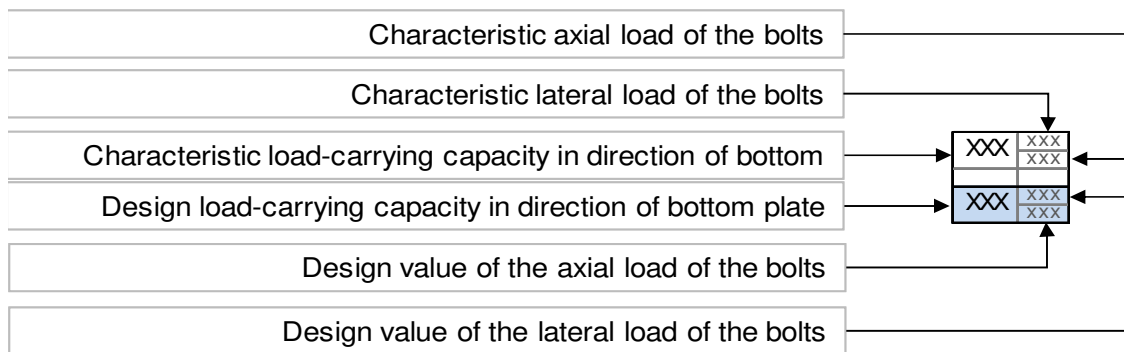 Characteristic axial load of the bolts
Characteristic lateral load of the bolts
Characteristic load-carrying capacity in direction of bottom
Design load-carrying capacity in direction of bottom plate
Design value of the axial load of the bolts
Design value of the lateral load of the bolts
XXX xxx
xxx
XXX xxx
xxx